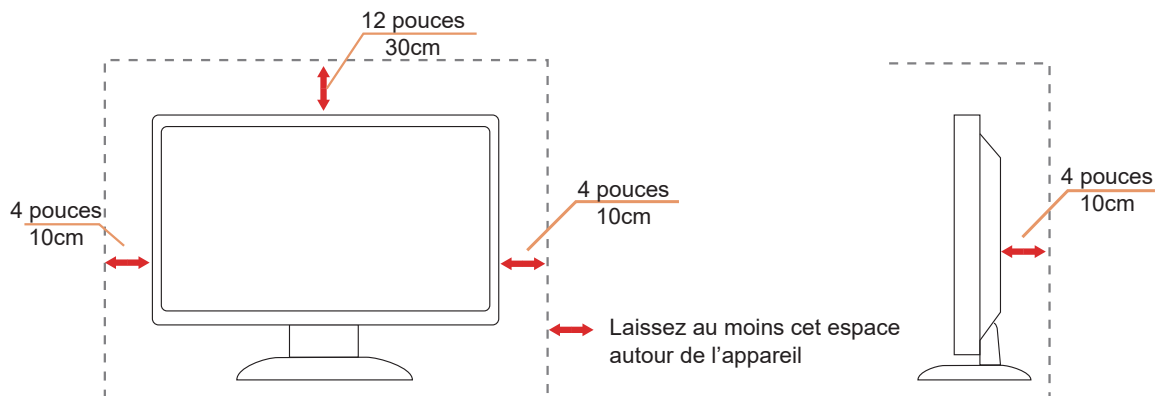 12 pouces
30cm
4 pouces
10cm
4 pouces
10cm
4 pouces
10cm
Laissez au moins cet espace
autour de l’appareil